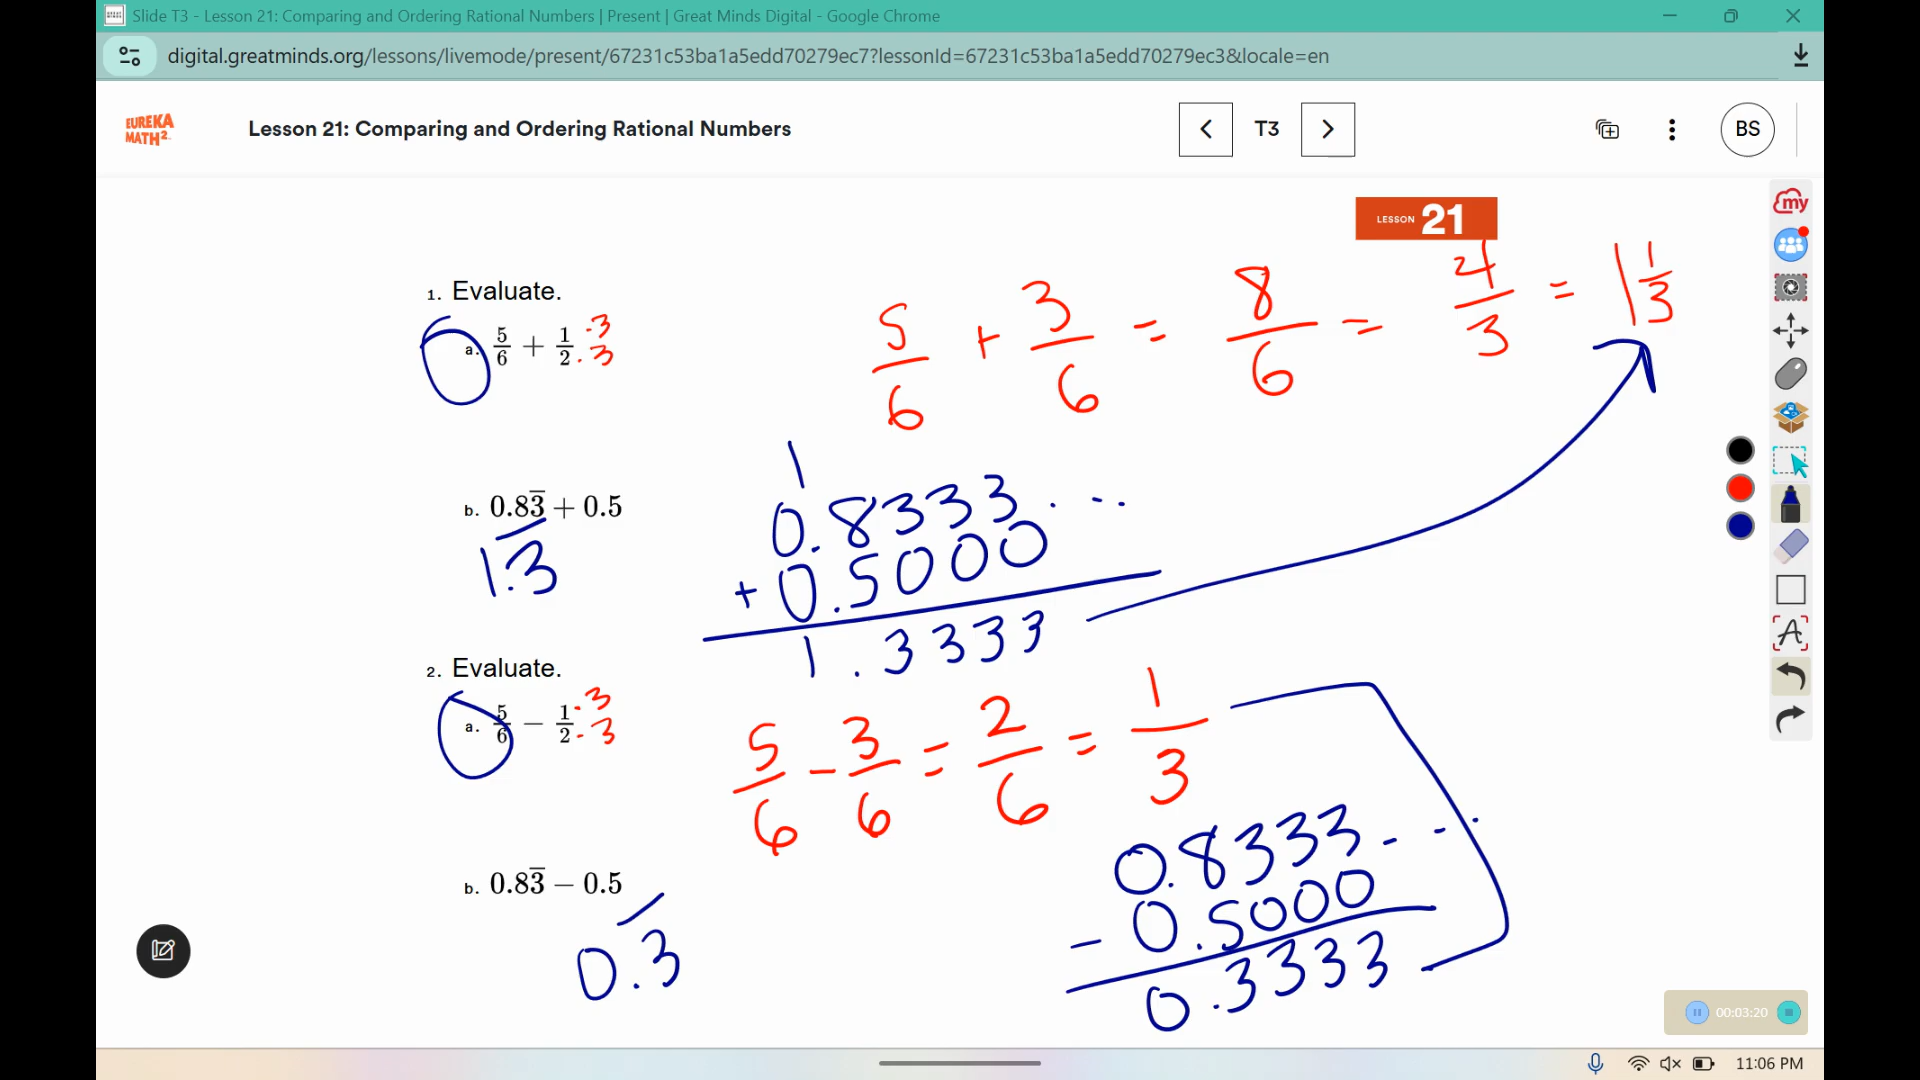 Slide T3 - Lesson 21: Comparing and Ordering Rational Numbers | Present | Great Minds Digital - Google Chrome
digital.greatminds.org/lessons/livemode/present/67231c53ba1a5edd70279ec7?lessonId=67231c53ba1a5edd70279ec3&locale=en
EUREKA MATH²
Lesson 21: Comparing and Ordering Rational Numbers
T3
BS
LESSON 21
1. Evaluate.
a. 5/6 + 1/2 ·3 ·3
5/6 + 3/6 = 8/6 = 4/3 = 1 1/3
b. 0.83̅ + 0.5
1.3̅
1
0.8333...
+ 0.5000
1.3333
2. Evaluate.
a. 5/6 − 1/2 ·3 ·3
5/6 − 3/6 = 2/6 = 1/3
b. 0.83̅ − 0.5
0.3̅
0.8333...
− 0.5000
0.3333
my
A
00:03:20
11:06 PM